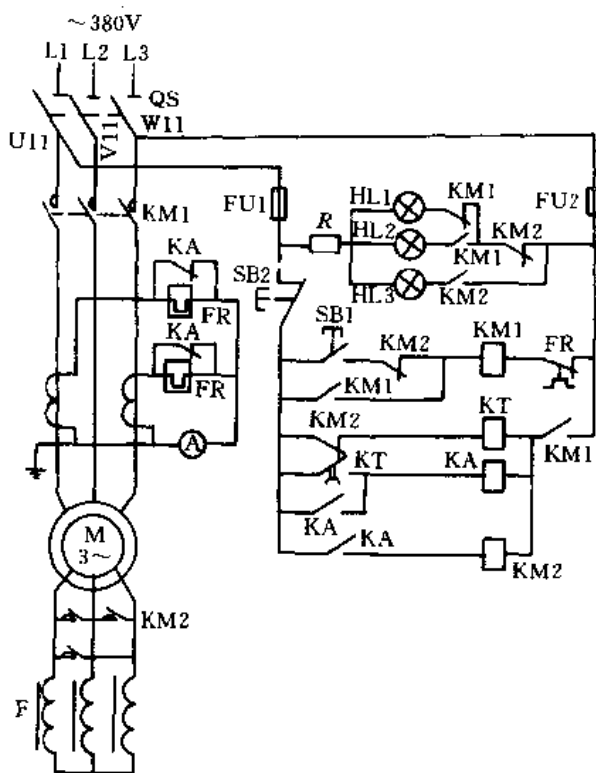 ~380V
L1 L2 L3
QS
U11 V11 W11
KM1
FU1
FU2
R
HL1
KM1
HL2
KM1
KM2
HL3
KM2
SB2
KA
FR
KA
FR
SB1
KM2
KM1
FR
KM1
KM2
KT
KM1
KT
KA
KA
KA
KM2
A
M
3~
KM2
F